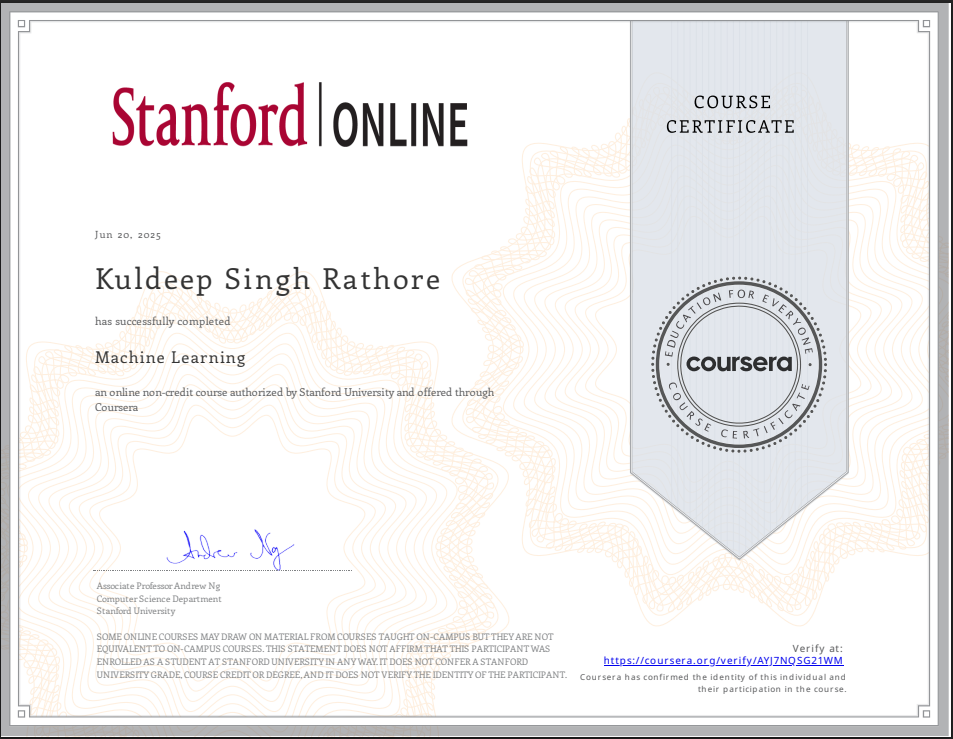 Stanford | ONLINE
COURSE
CERTIFICATE
Jun 20, 2025
Kuldeep Singh Rathore
has successfully completed
Machine Learning
an online non-credit course authorized by Stanford University and offered through
Coursera
EDUCATION FOR EVERYONE
coursera
COURSE CERTIFICATE
Andrew Ng
Associate Professor Andrew Ng
Computer Science Department
Stanford University
SOME ONLINE COURSES MAY DRAW ON MATERIAL FROM COURSES TAUGHT ON-CAMPUS BUT THEY ARE NOT
EQUIVALENT TO ON-CAMPUS COURSES. THIS STATEMENT DOES NOT AFFIRM THAT THIS PARTICIPANT WAS
ENROLLED AS A STUDENT AT STANFORD UNIVERSITY IN ANY WAY. IT DOES NOT CONFER A STANFORD
UNIVERSITY GRADE, COURSE CREDIT OR DEGREE, AND IT DOES NOT VERIFY THE IDENTITY OF THE PARTICIPANT.
Verify at:
https://coursera.org/verify/AYJ7NQSG21WM
Coursera has confirmed the identity of this individual and
their participation in the course.